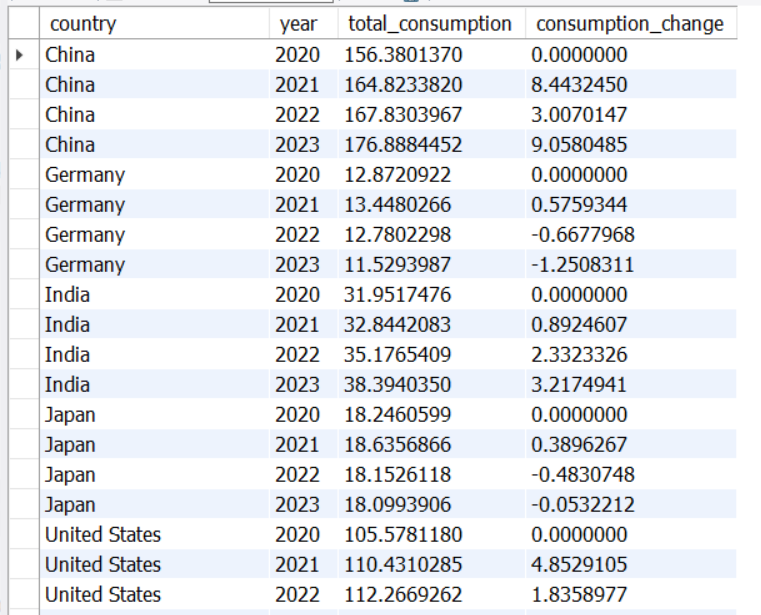 country year total_consumption consumption_change
China 2020 156.3801370 0.0000000
China 2021 164.8233820 8.4432450
China 2022 167.8303967 3.0070147
China 2023 176.8884452 9.0580485
Germany 2020 12.8720922 0.0000000
Germany 2021 13.4480266 0.5759344
Germany 2022 12.7802298 -0.6677968
Germany 2023 11.5293987 -1.2508311
India 2020 31.9517476 0.0000000
India 2021 32.8442083 0.8924607
India 2022 35.1765409 2.3323326
India 2023 38.3940350 3.2174941
Japan 2020 18.2460599 0.0000000
Japan 2021 18.6356866 0.3896267
Japan 2022 18.1526118 -0.4830748
Japan 2023 18.0993906 -0.0532212
United States 2020 105.5781180 0.0000000
United States 2021 110.4310285 4.8529105
United States 2022 112.2669262 1.8358977